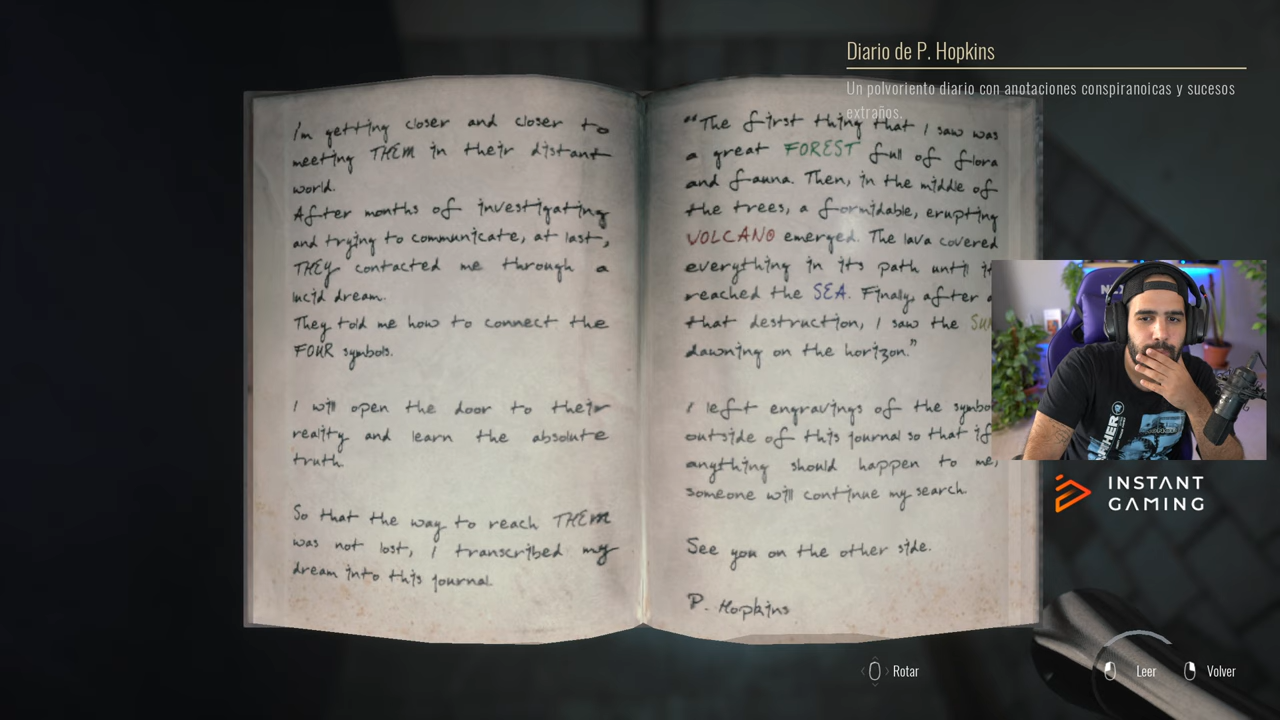 Diario de P. Hopkins
Un polvoriento diario con anotaciones conspiranoicas y sucesos
extraños.
I'm getting closer and closer to
meeting THEM in their distant
world.
After months of investigating
and trying to communicate, at last,
THEY contacted me through a
lucid dream.
They told me how to connect the
FOUR symbols.
I will open the door to their
reality and learn the absolute
truth.
So that the way to reach THEM
was not lost, I transcribed my
dream into this journal.
"The first thing that I saw was
a great FOREST full of flora
and fauna. Then, in the middle of
the trees, a formidable, erupting
VOLCANO emerged. The lava covered
everything in its path until
reached the SEA. Finally, after
that destruction, I saw the
dawning on the horizon."
I left engravings of the
outside of this journal so that if
anything should happen to me,
someone will continue my search.
See you on the other side.
P. Hopkins
INSTANT
GAMING
Rotar
Leer
Volver